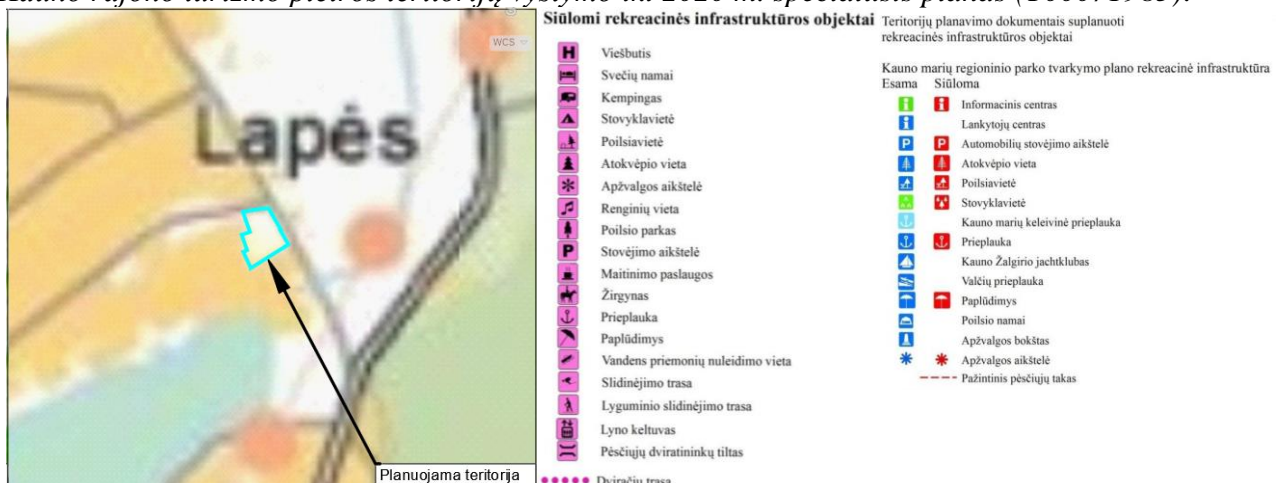 Kauno rajono turizmo plėtros teritorijų vystymo iki 2020 m. specialusis planas (T00071983).
WCS
Lapės
Planuojama teritorija
Siūlomi rekreacinės infrastruktūros objektai
Viešbutis
Svečių namai
Kempingas
Stovyklavietė
Poilsiavietė
Atokvėpio vieta
Apžvalgos aikštelė
Renginių vieta
Poilsio parkas
Stovėjimo aikštelė
Maitinimo paslaugos
Žirgynas
Prieplauka
Paplūdimys
Vandens priemonių nuleidimo vieta
Slidinėjimo trasa
Lyguminio slidinėjimo trasa
Lyno keltuvas
Pėsčiųjų dviratininkų tiltas
Dviračių trasa
Teritorijų planavimo dokumentais suplanuoti
rekreacinės infrastruktūros objektai
Kauno marių regioninio parko tvarkymo plano rekreacinė infrastruktūra
Esama Siūloma
Informacinis centras
Lankytojų centras
P P Automobilių stovėjimo aikštelė
Atokvėpio vieta
Poilsiavietė
Stovyklavietė
Kauno marių keleivinė prieplauka
Prieplauka
Kauno Žalgirio jachtklubas
Valčių prieplauka
Paplūdimys
Poilsio namai
Apžvalgos bokštas
Apžvalgos aikštelė
Pažintinis pėsčiųjų takas